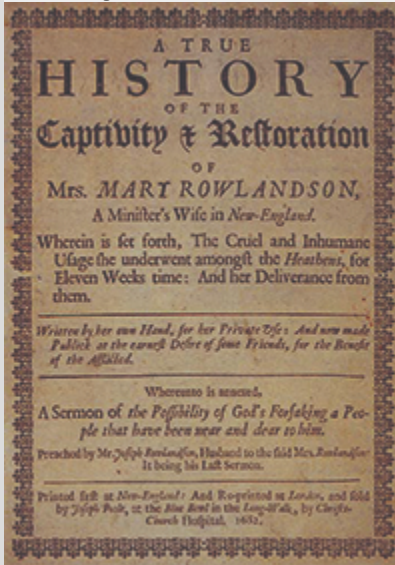 A TRUE
HISTORY
OF THE
Captivity & Restoration
OF
Mrs. MARY ROWLANDSON,
A Minister's Wife in New-England.
Wherein is set forth, The Cruel and Inhumane
Usage she underwent amongst the Heathens, for
Eleven Weeks time: And her Deliverance from
them.
Written by her own Hand, for her Private Use: And now made
Publick at the earnest Desire of some Friends, for the Benefit
of the Afflicted.
Whereunto is annexed,
A Sermon of the Possibility of God's Forsaking a Peo-
ple that have been near and dear to him.
Preached by Mr. Joseph Rowlandson, Husband to the said Mrs. Rowlandson:
It being his Last Sermon.
Printed first at New-England: And Re-printed at London, and sold
by Joseph Poole, at the Blue Bowl in the Long-Walk, by Christs-
Church Hospital. 1682.